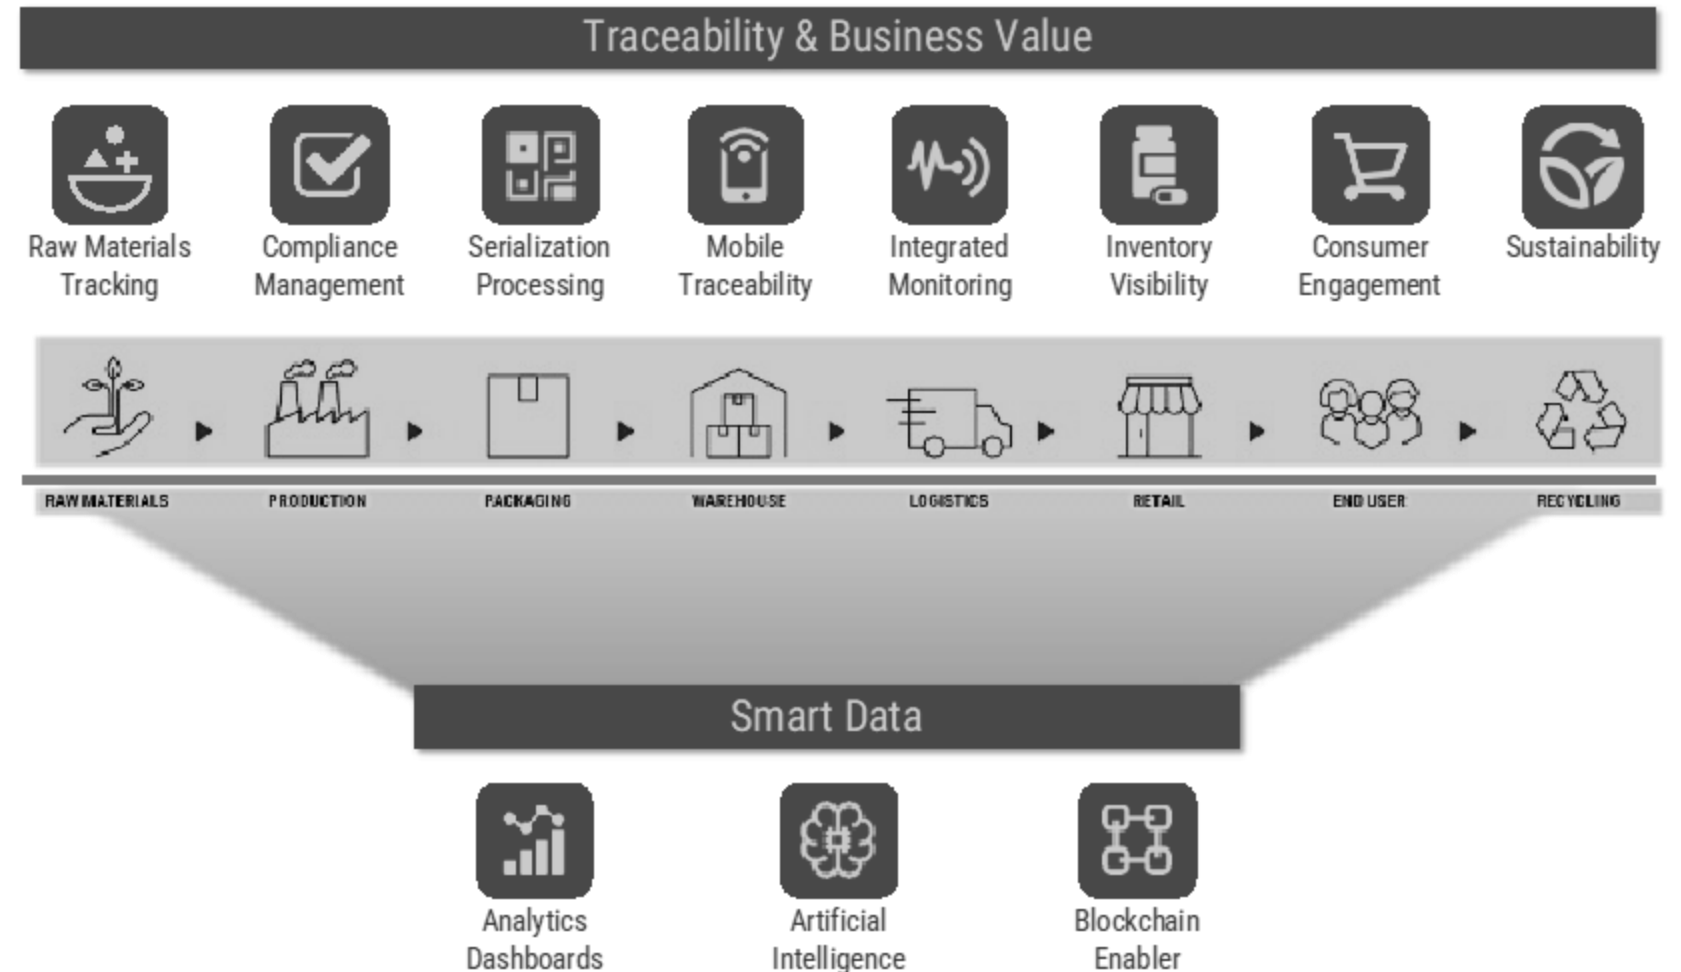 Traceability & Business Value
Raw Materials
Tracking
Compliance
Management
Serialization
Processing
Mobile
Traceability
Integrated
Monitoring
Inventory
Visibility
Consumer
Engagement
Sustainability
RAW MATERIALS
PRODUCTION
PACKAGING
WAREHOUSE
LOGISTICS
RETAIL
END USER
RECYCLING
Smart Data
Analytics
Dashboards
Artificial
Intelligence
Blockchain
Enabler